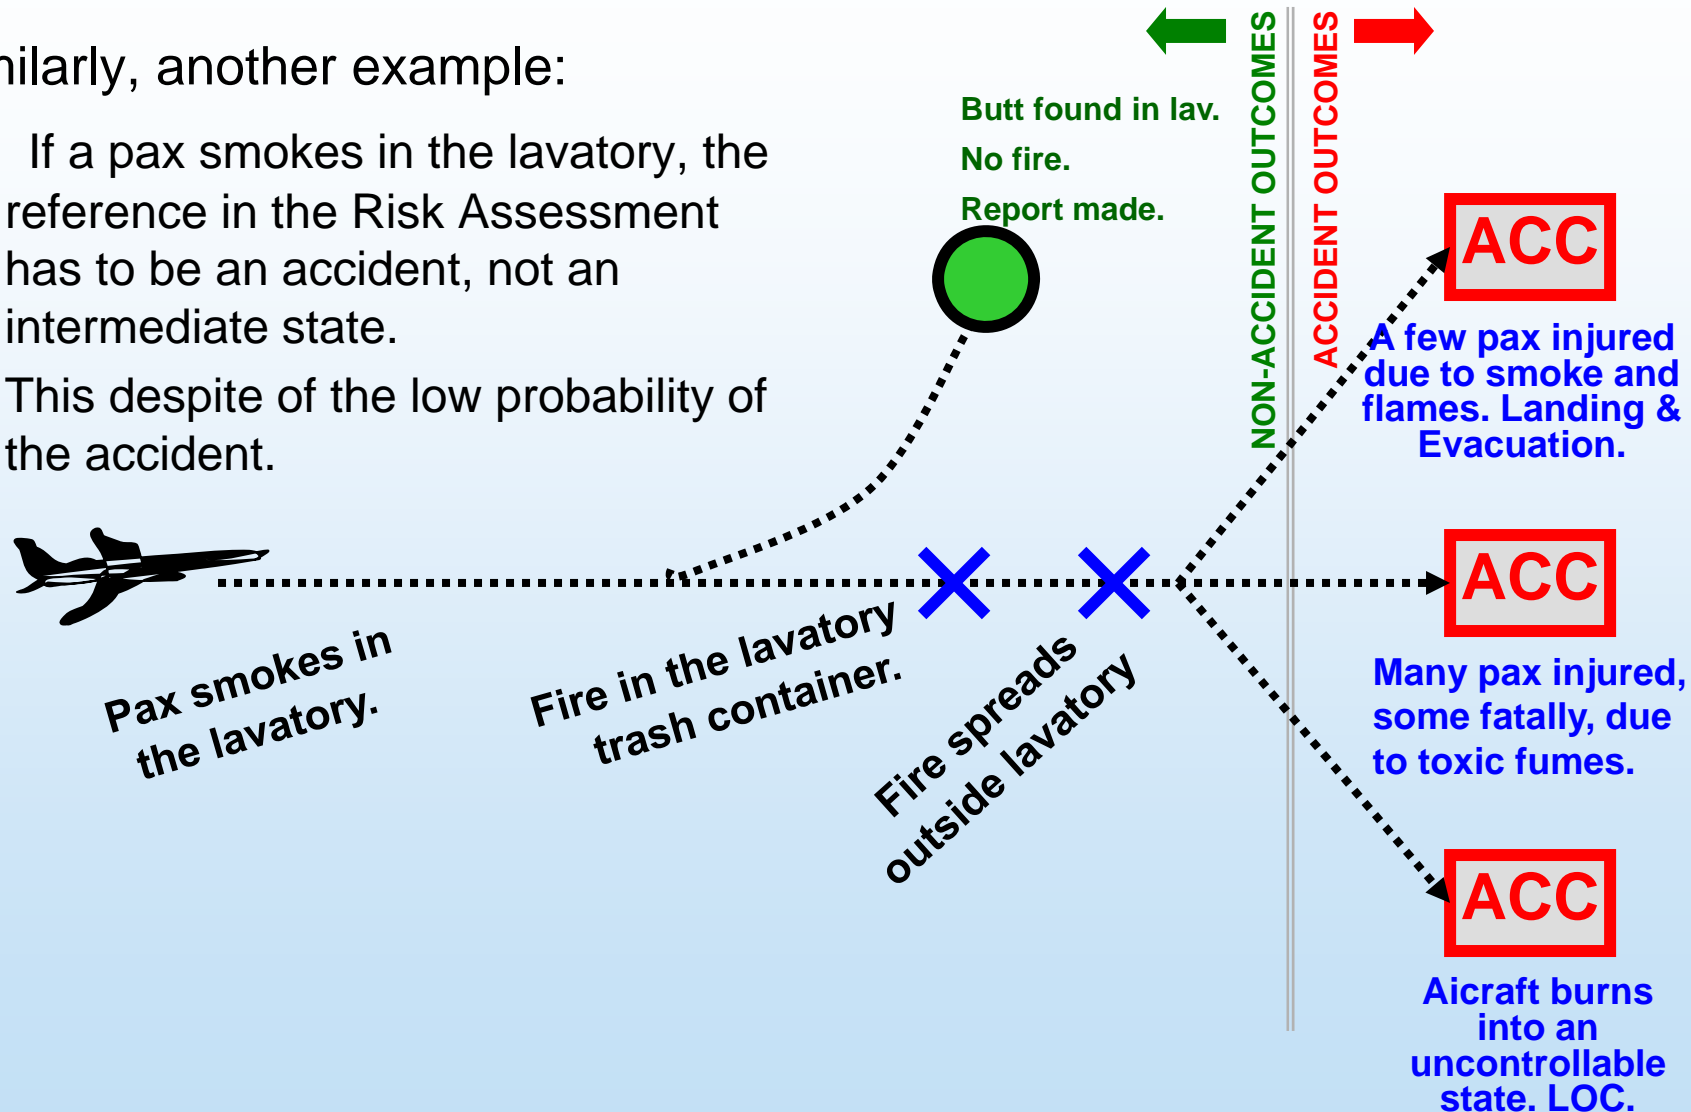 milarly, another example:
If a pax smokes in the lavatory, the
reference in the Risk Assessment
has to be an accident, not an
intermediate state.
This despite of the low probability of
the accident.
Butt found in lav.
No fire.
Report made.
NON-ACCIDENT OUTCOMES
ACCIDENT OUTCOMES
ACC
A few pax injured
due to smoke and
flames. Landing &
Evacuation.
Pax smokes in
the lavatory.
Fire in the lavatory
trash container.
Fire spreads
outside lavatory
ACC
Many pax injured,
some fatally, due
to toxic fumes.
ACC
Aicraft burns
into an
uncontrollable
state. LOC.